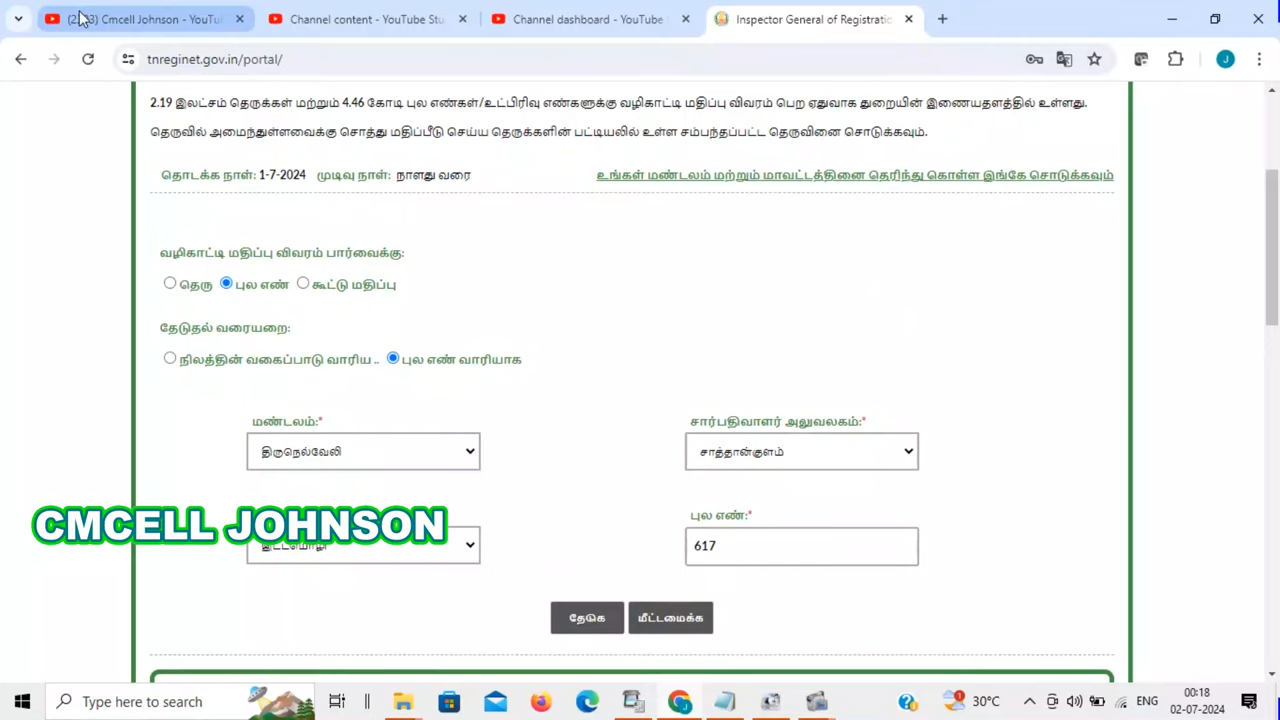 (2 3) Cmcell Johnson - YouTu
Channel content - YouTube Stu
Channel dashboard - YouTube
Inspector General of Registratio
tnreginet.gov.in/portal/
J
2.19 இலட்சம் தெருக்கள் மற்றும் 4.46 கோடி புல எண்கள்/உட்பிரிவு எண்களுக்கு வழிகாட்டி மதிப்பு விவரம் பெற ஏதுவாக துறையின் இணையதளத்தில் உள்ளது.
தெருவில் அமைந்துள்ளவைக்கு சொத்து மதிப்பீடு செய்ய தெருக்களின் பட்டியலில் உள்ள சம்பந்தப்பட்ட தெருவினை சொடுக்கவும்.
தொடக்க நாள்: 1-7-2024 முடிவு நாள்: நாளது வரை உங்கள் மண்டலம் மற்றும் மாவட்டத்தினை தெரிந்து கொள்ள இங்கே சொடுக்கவும்
வழிகாட்டி மதிப்பு விவரம் பார்வைக்கு:
தெரு புல எண் கூட்டு மதிப்பு
தேடுதல் வரையறை:
நிலத்தின் வகைப்பாடு வாரிய .. புல எண் வாரியாக
மண்டலம்:* சார்பதிவாளர் அலுவலகம்:*
திருநெல்வேலி சாத்தான்குளம்
புல எண்:*
CMCELL JOHNSON
617
தேடுக மீட்டமைக்க
Type here to search
30°C
ENG
00:18
02-07-2024